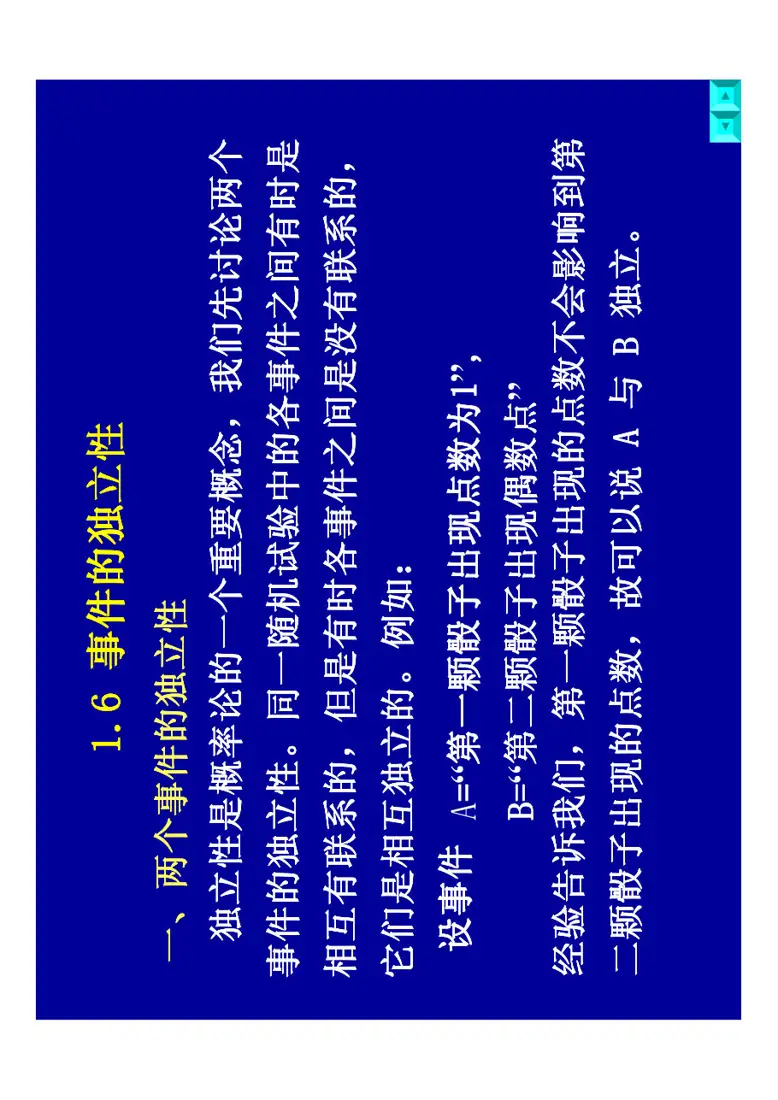 1.6 事件的独立性
一、两个事件的独立性
独立性是概率论的一个重要概念，我们先讨论两个
事件的独立性。同一随机试验中的各事件之间有时是
相互有联系的，但是有时各事件之间是没有联系的，
它们是相互独立的。例如：
设事件 A=“第一颗骰子出现点数为1”，
B=“第二颗骰子出现偶数点”
经验告诉我们，第一颗骰子出现的点数不会影响到第
二颗骰子出现的点数，故可以说 A 与 B 独立。